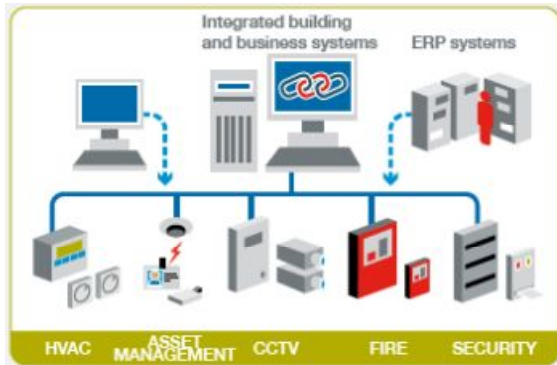 Integrated building
and business systems
ERP systems
HVAC
ASSET
MANAGEMENT
CCTV
FIRE
SECURITY